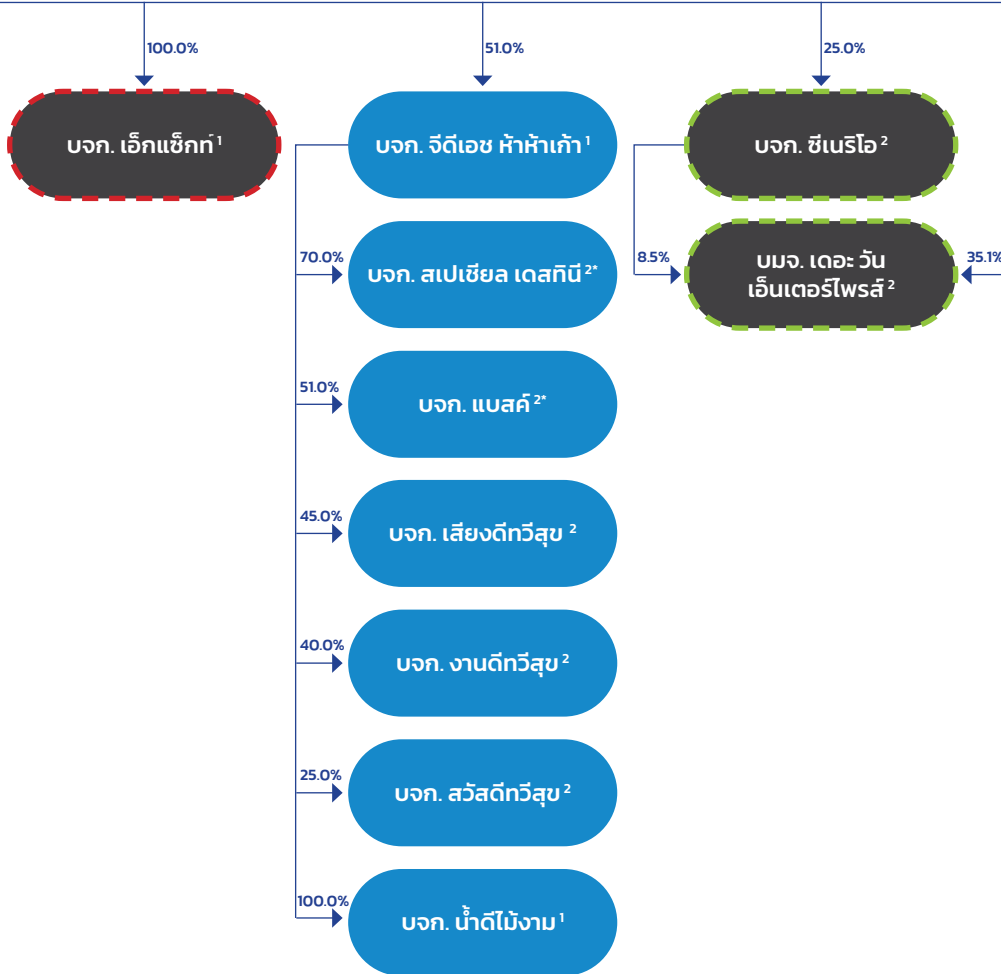 100.0%
51.0%
25.0%
บจก. เอ็กแซ็กท์ 1
บจก. จีดีเอช ห้าห้าเก้า 1
บจก. ซีเนริโอ 2
70.0%
บจก. สเปเชียล เดสทินี 2*
8.5%
บมจ. เดอะ วัน
เอ็นเตอร์ไพรส์ 2
35.1%
51.0%
บจก. แบสค์ 2*
45.0%
บจก. เสียงดีทวีสุข 2
40.0%
บจก. งานดีทวีสุข 2
25.0%
บจก. สวัสดีทวีสุข 2
100.0%
บจก. น้ำดีไม้งาม 1